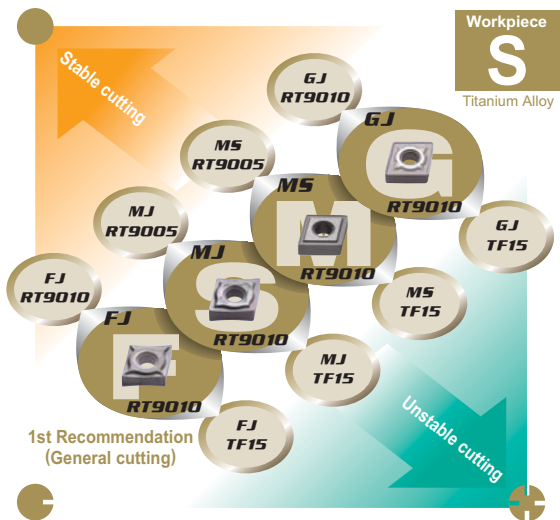 Workpiece
S
Titanium Alloy
Stable cutting
GJ
RT9010
GJ
G
RT9010
MS
RT9005
MS
M
RT9010
GJ
TF15
MJ
RT9005
MJ
S
RT9010
MS
TF15
FJ
RT9010
FJ
F
RT9010
MJ
TF15
FJ
TF15
1st Recommendation
(General cutting)
Unstable cutting